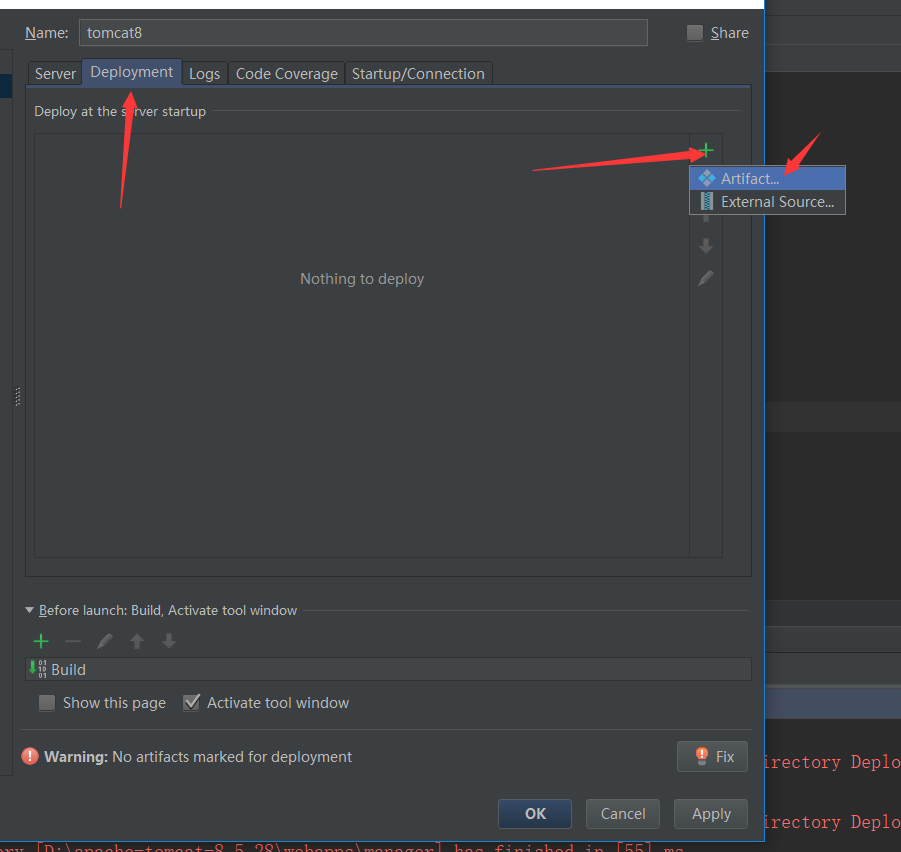 Name: tomcat8 Share
Server Deployment Logs Code Coverage Startup/Connection
Deploy at the server startup
Artifact...
External Source...
Nothing to deploy
Before launch: Build, Activate tool window
Build
Show this page Activate tool window
Warning: No artifacts marked for deployment Fix
irectory Deplo
OK Cancel Apply
irectory Deplo
ory [D:\apache-tomcat-8.5.28\webapps\manager] has finished in [55] ms